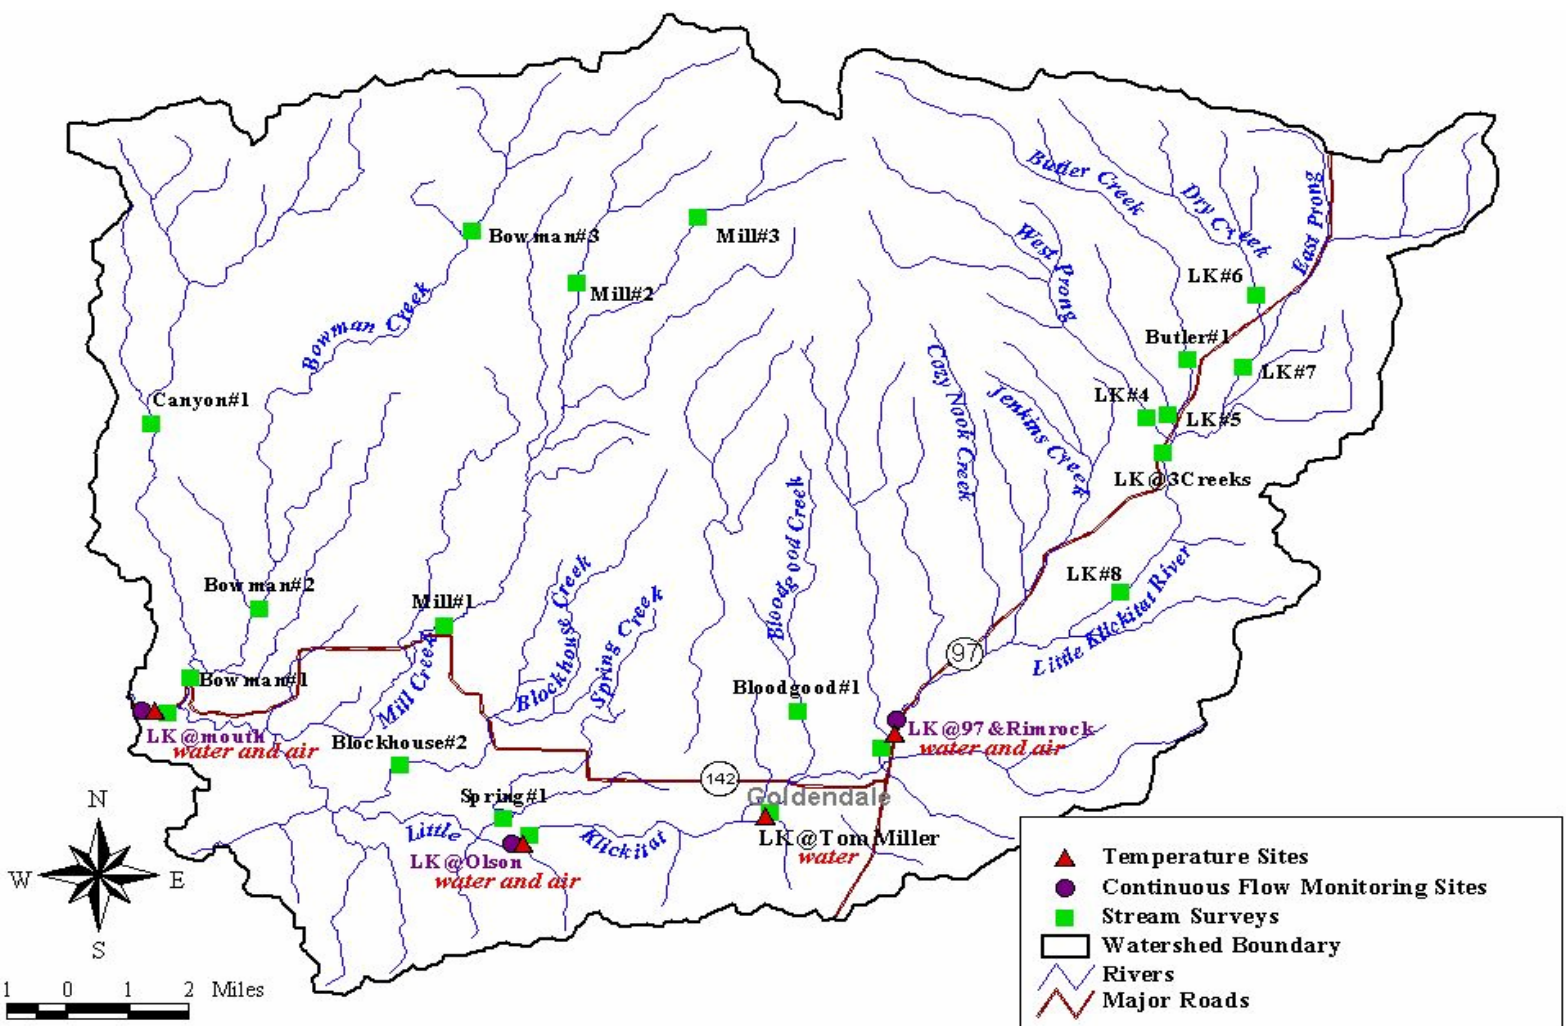 Butler Creek
Dry Creek
East Prong
West Prong
Bowman#3
Mill#3
LK#6
Mill#2
Bowman Creek
Butler#1
LK#7
Cozy Nook Creek
Jenkins Creek
LK#4
Canyon#1
LK#5
LK@3Creeks
Bloodgood Creek
Bowman#2
Mill#1
Blockhouse Creek
Spring Creek
LK#8
Little Klickitat River
97
Mill Creek
Bowman#1
Bloodgood#1
LK@mouth
water and air
LK@97&Rimrock
water and air
Blockhouse#2
142
Spring#1
Goldendale
Little Klickitat
LK@Tom Miller
water
LK@Olson
water and air
N
W E
S
1 0 1 2 Miles
Temperature Sites
Continuous Flow Monitoring Sites
Stream Surveys
Watershed Boundary
Rivers
Major Roads